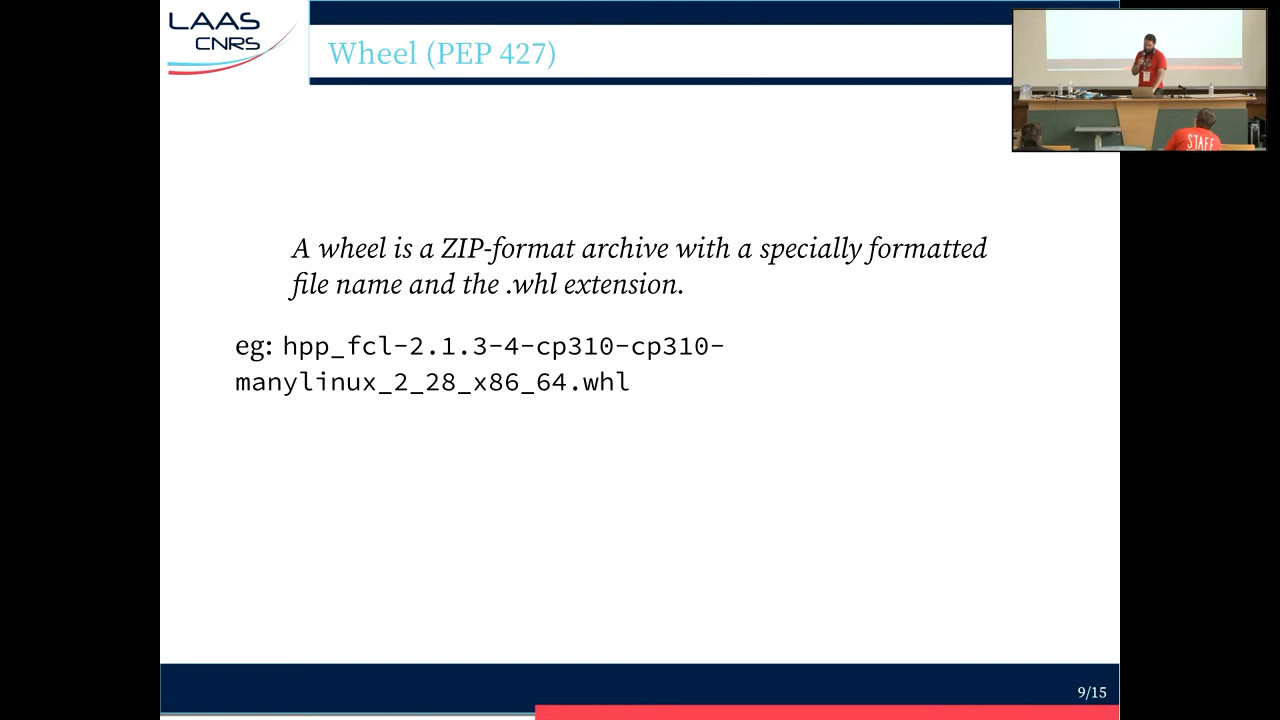 LAAS
CNRS
Wheel (PEP 427)
A wheel is a ZIP-format archive with a specially formatted
file name and the .whl extension.
eg: hpp_fcl-2.1.3-4-cp310-cp310-
manylinux_2_28_x86_64.whl
STAFF
9/15